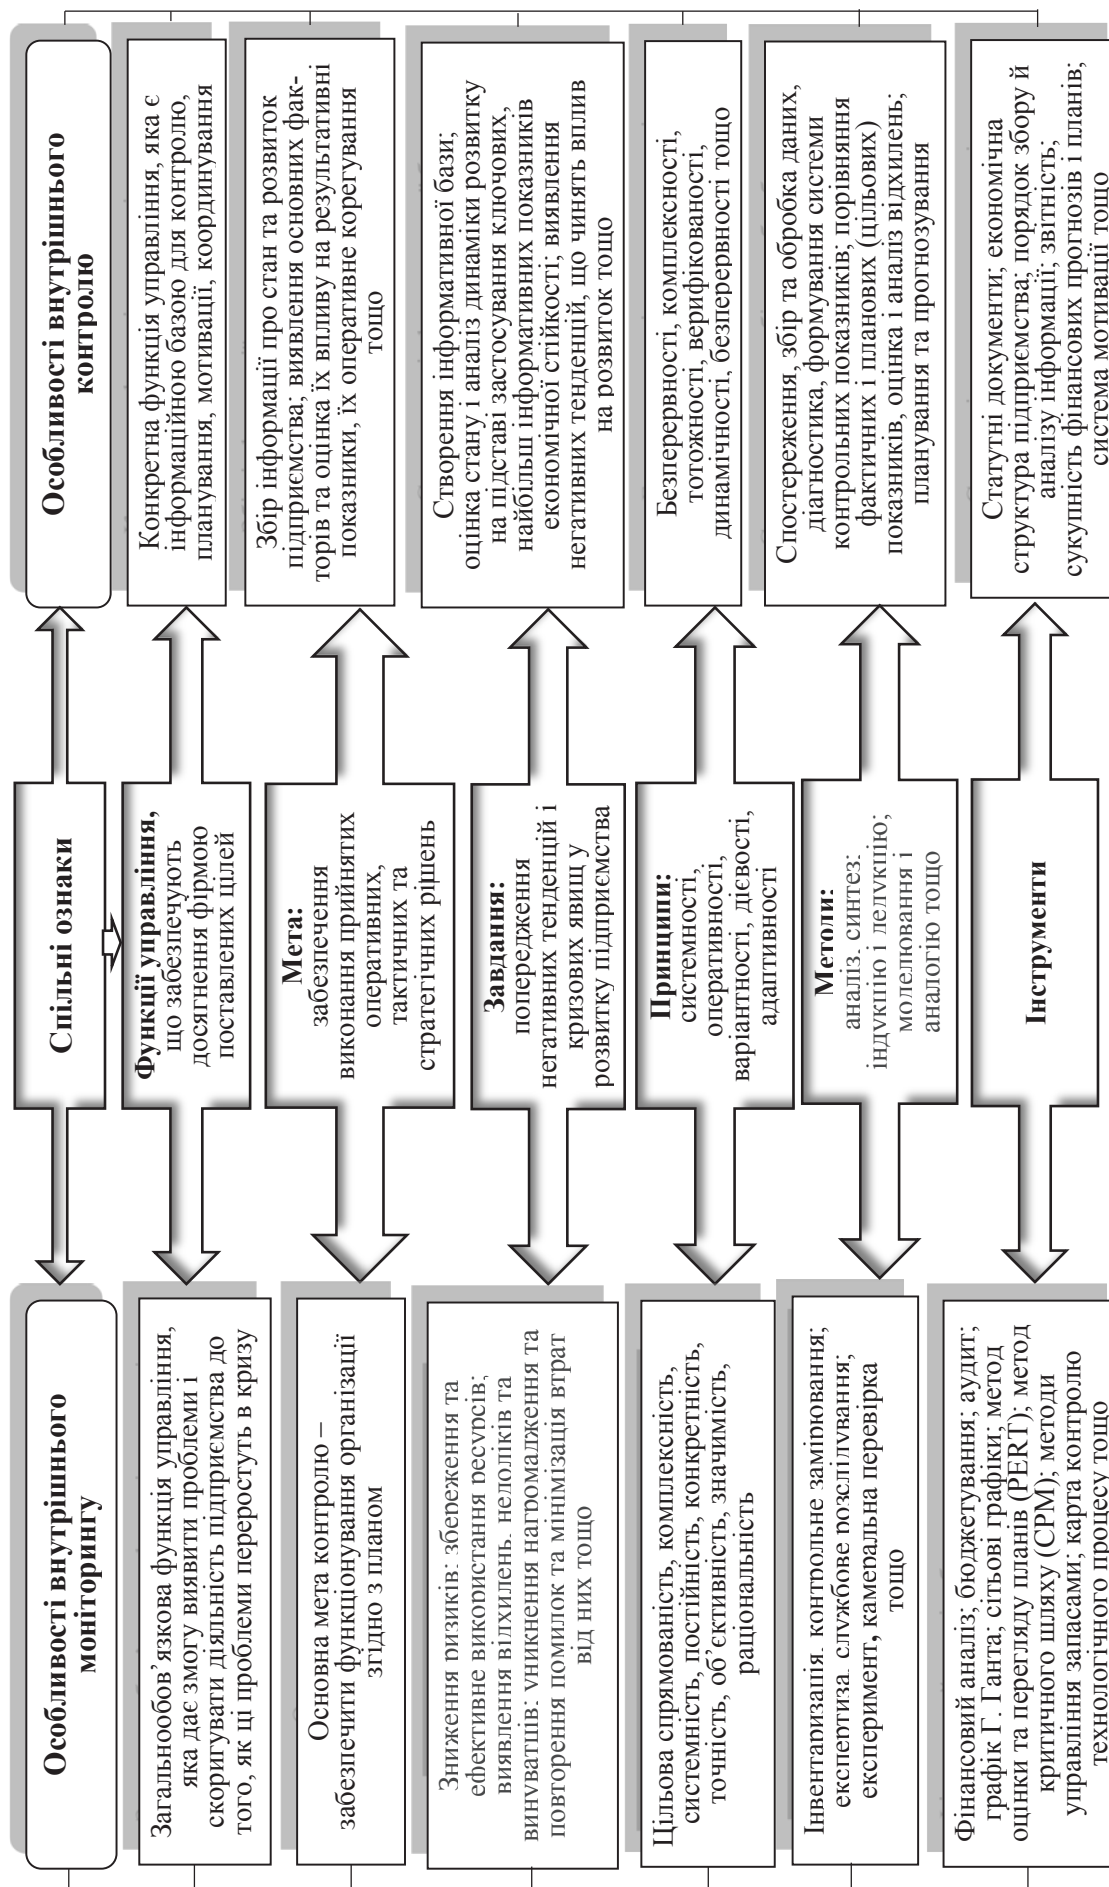 Особливості внутрішнього
моніторингу
Спільні ознаки
Особливості внутрішнього
контролю
Загальнообов’язкова функція управління,
яка дає змогу виявити проблеми і
скоригувати діяльність підприємства до
того, як ці проблеми переростуть в кризу
Функції управління,
що забезпечують
досягнення фірмою
поставлених цілей
Конкретна функція управління, яка є
інформаційною базою для контролю,
планування, мотивації, координування
Основна мета контролю –
забезпечити функціонування організації
згідно з планом
Мета:
забезпечення
виконання прийнятих
оперативних,
тактичних та
стратегічних рішень
Збір інформації про стан та розвиток
підприємства; виявлення основних фак-
торів та оцінка їх впливу на результативні
показники, їх оперативне корегування
тощо
Зниження ризиків; збереження та
ефективне використання ресурсів;
виявлення відхилень, недоліків та
винуватців; уникнення нагромадження та
повторення помилок та мінімізація втрат
від них тощо
Завдання:
попередження
негативних тенденцій і
кризових явищ у
розвитку підприємства
Створення інформативної бази;
оцінка стану і аналіз динаміки розвитку
на підставі застосування ключових,
найбільш інформативних показників
економічної стійкості; виявлення
негативних тенденцій, що чинять вплив
на розвиток тощо
Цільова спрямованість, комплексність,
системність, постійність, конкретність,
точність, об’єктивність, значимість,
раціональність
Принципи:
системності,
оперативності,
варіантності, дієвості,
адаптивності
Безперервності, комплексності,
тотожності, верифікованості,
динамічності, безперервності тощо
Інвентаризація, контрольне замірювання;
експертиза, службове розслідування;
експеримент, камеральна перевірка
тощо
Методи:
аналіз, синтез;
індукцію і дедукцію;
моделювання і
аналогію тощо
Спостереження, збір та обробка даних,
діагностика, формування системи
контрольних показників; порівняння
фактичних і планових (цільових)
показників, оцінка і аналіз відхилень;
планування та прогнозування
Фінансовий аналіз; бюджетування; аудит;
графік Г. Ганта; сітьові графіки; метод
оцінки та перегляду планів (PERT); метод
критичного шляху (CPM); методи
управління запасами; карта контролю
технологічного процесу тощо
Інструменти
Статутні документи; економічна
структура підприємства; порядок збору й
аналізу інформації; звітність;
сукупність фінансових прогнозів і планів;
система мотивації тощо